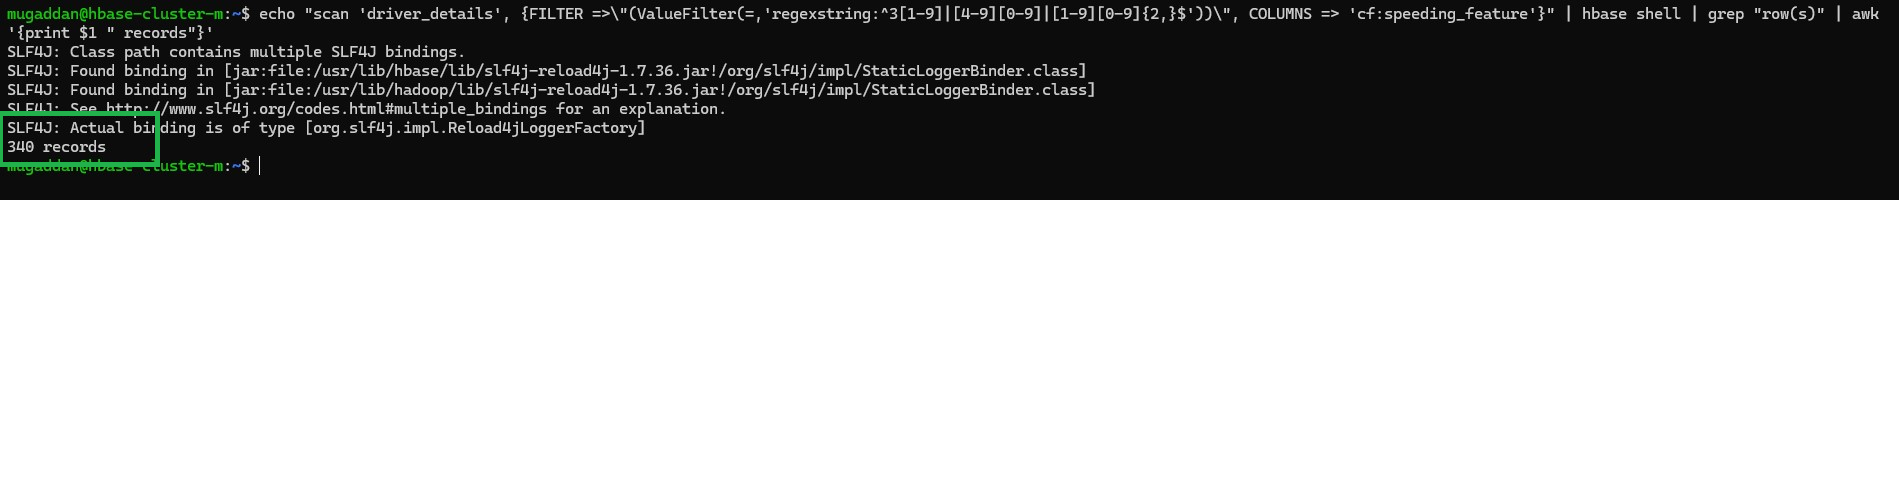 mugaddan@hbase-cluster-m:~$ echo "scan 'driver_details', {FILTER =>\"(ValueFilter(=,'regexstring:^3[1-9]|[4-9][0-9]|[1-9][0-9]{2,}$'))\", COLUMNS => 'cf:speeding_feature'}" | hbase shell | grep "row(s)" | awk
'{print $1 " records"}'
SLF4J: Class path contains multiple SLF4J bindings.
SLF4J: Found binding in [jar:file:/usr/lib/hbase/lib/slf4j-reload4j-1.7.36.jar!/org/slf4j/impl/StaticLoggerBinder.class]
SLF4J: Found binding in [jar:file:/usr/lib/hadoop/lib/slf4j-reload4j-1.7.36.jar!/org/slf4j/impl/StaticLoggerBinder.class]
SLF4J: See http://www.slf4j.org/codes.html#multiple_bindings for an explanation.
SLF4J: Actual binding is of type [org.slf4j.impl.Reload4jLoggerFactory]
340 records
mugaddan@hbase-cluster-m:~$